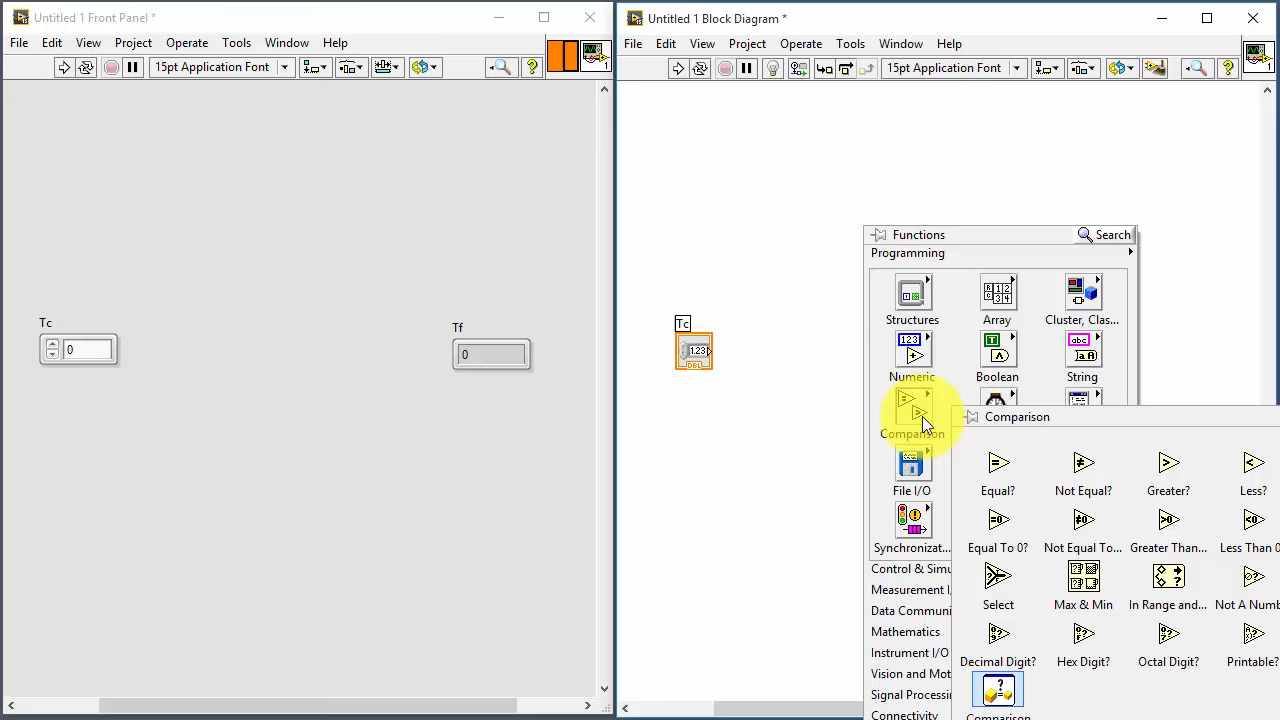 Untitled 1 Front Panel *
File Edit View Project Operate Tools Window Help
15pt Application Font
Tc
0
Tf
0
Untitled 1 Block Diagram *
File Edit View Project Operate Tools Window Help
15pt Application Font
Tc
1.23
DBL
Functions
Search
Programming
Structures Array Cluster, Clas...
Numeric Boolean String
Comparison
File I/O
Synchronizat...
Control & Simu
Measurement I,
Data Communi
Mathematics
Instrument I/O
Vision and Mot
Signal Processi
Connectivity
Comparison
Equal? Not Equal? Greater? Less?
Equal To 0? Not Equal To... Greater Than... Less Than 0
Select Max & Min In Range and... Not A Numb
Decimal Digit? Hex Digit? Octal Digit? Printable?
Comparison